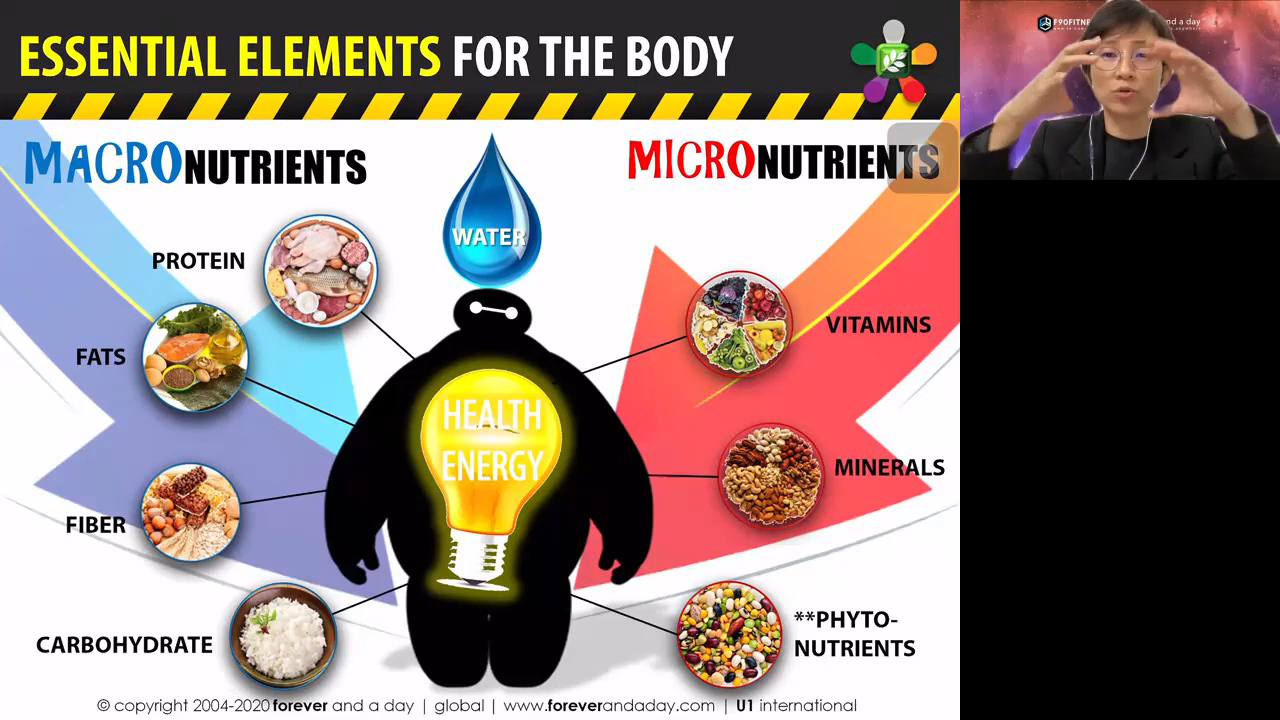 ESSENTIAL ELEMENTS FOR THE BODY
MACRONUTRIENTS
MICRONUTRIENTS
WATER
PROTEIN
FATS
FIBER
CARBOHYDRATE
HEALTH
ENERGY
VITAMINS
MINERALS
**PHYTO-
NUTRIENTS
© copyright 2004-2020 forever and a day | global | www.foreverandaday.com | U1 international
nd a day